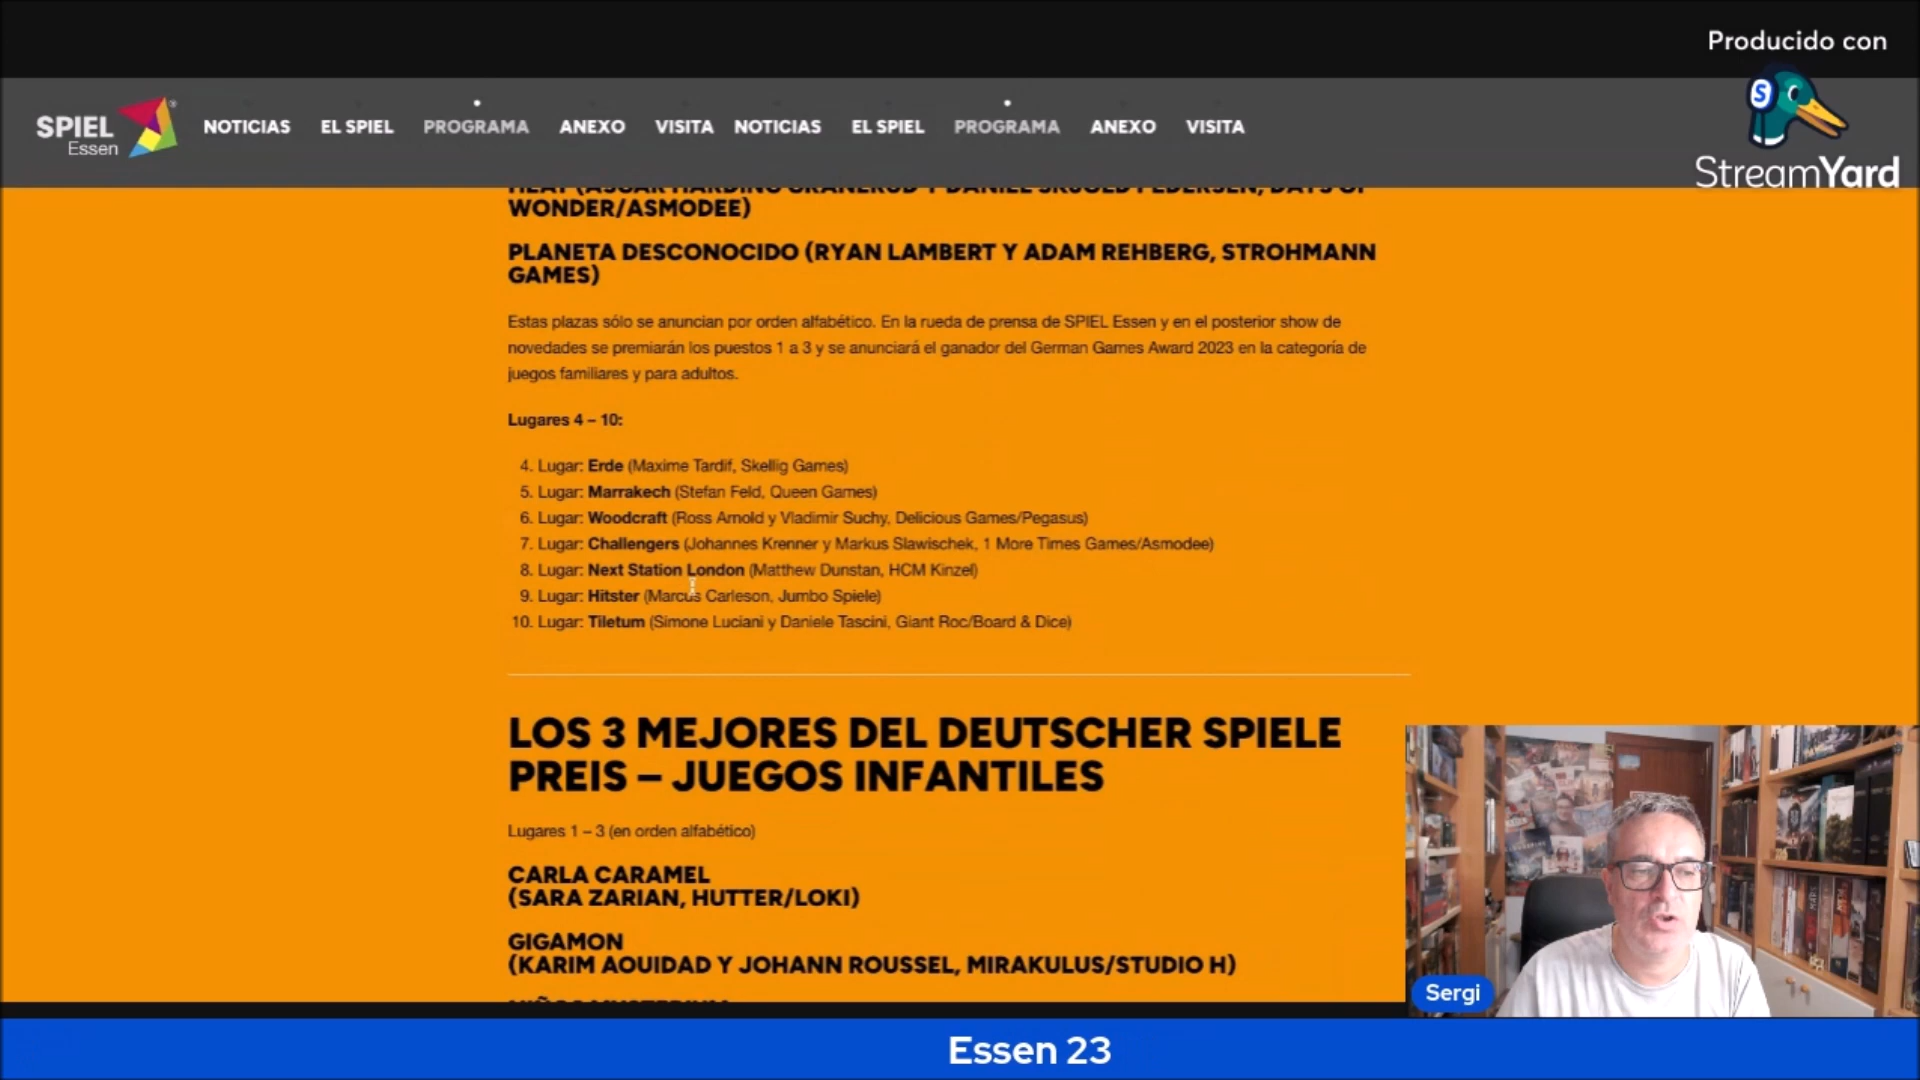 Producido con
StreamYard
SPIEL
Essen
NOTICIAS EL SPIEL PROGRAMA ANEXO VISITA NOTICIAS EL SPIEL PROGRAMA ANEXO VISITA
WONDER/ASMODEE)
PLANETA DESCONOCIDO (RYAN LAMBERT Y ADAM REHBERG, STROHMANN
GAMES)
Estas plazas sólo se anuncian por orden alfabético. En la rueda de prensa de SPIEL Essen y en el posterior show de
novedades se premiarán los puestos 1 a 3 y se anunciará el ganador del German Games Award 2023 en la categoría de
juegos familiares y para adultos.
Lugares 4 – 10:
4. Lugar: Erde (Maxime Tardif, Skellig Games)
5. Lugar: Marrakech (Stefan Feld, Queen Games)
6. Lugar: Woodcraft (Ross Arnold y Vladimir Suchy, Delicious Games/Pegasus)
7. Lugar: Challengers (Johannes Krenner y Markus Slawischek, 1 More Times Games/Asmodee)
8. Lugar: Next Station London (Matthew Dunstan, HCM Kinzel)
9. Lugar: Hitster (Marcus Carleson, Jumbo Spiele)
10. Lugar: Tiletum (Simone Luciani y Daniele Tascini, Giant Roc/Board & Dice)
LOS 3 MEJORES DEL DEUTSCHER SPIELE
PREIS – JUEGOS INFANTILES
Lugares 1 – 3 (en orden alfabético)
CARLA CARAMEL
(SARA ZARIAN, HUTTER/LOKI)
GIGAMON
(KARIM AOUIDAD Y JOHANN ROUSSEL, MIRAKULUS/STUDIO H)
Sergi
Essen 23